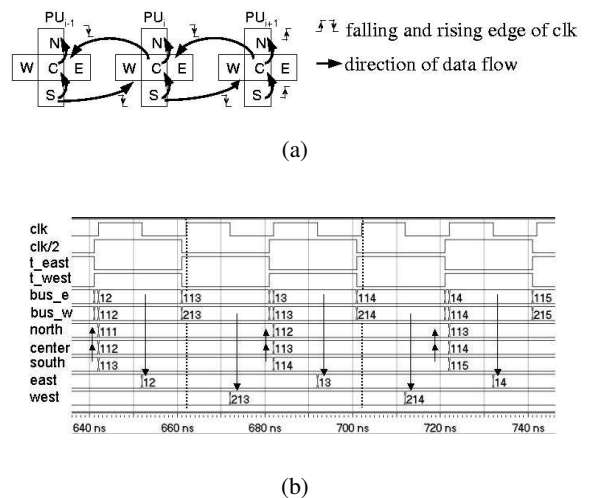 PUi-1 PUi PUi+1
N N N
W C E W C E W C E
S S S
falling and rising edge of clk
direction of data flow
(a)
clk
clk/2
t_east
t_west
bus_e 12 113 13 114 14 115
bus_w 112 213 113 214 114 215
north 111 112 113
center 112 113 114
south 113 114 115
east 12 13 14
west 213 214
640 ns 660 ns 680 ns 700 ns 720 ns 740 ns
(b)